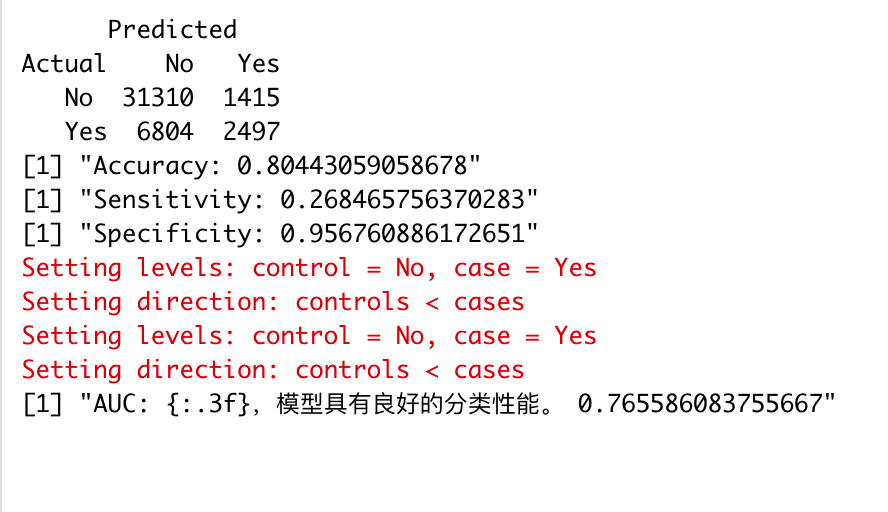 Predicted
Actual No Yes
No 31310 1415
Yes 6804 2497
[1] "Accuracy: 0.80443059058678"
[1] "Sensitivity: 0.268465756370283"
[1] "Specificity: 0.956760886172651"
Setting levels: control = No, case = Yes
Setting direction: controls < cases
Setting levels: control = No, case = Yes
Setting direction: controls < cases
[1] "AUC: {:.3f}，模型具有良好的分类性能。 0.765586083755667"